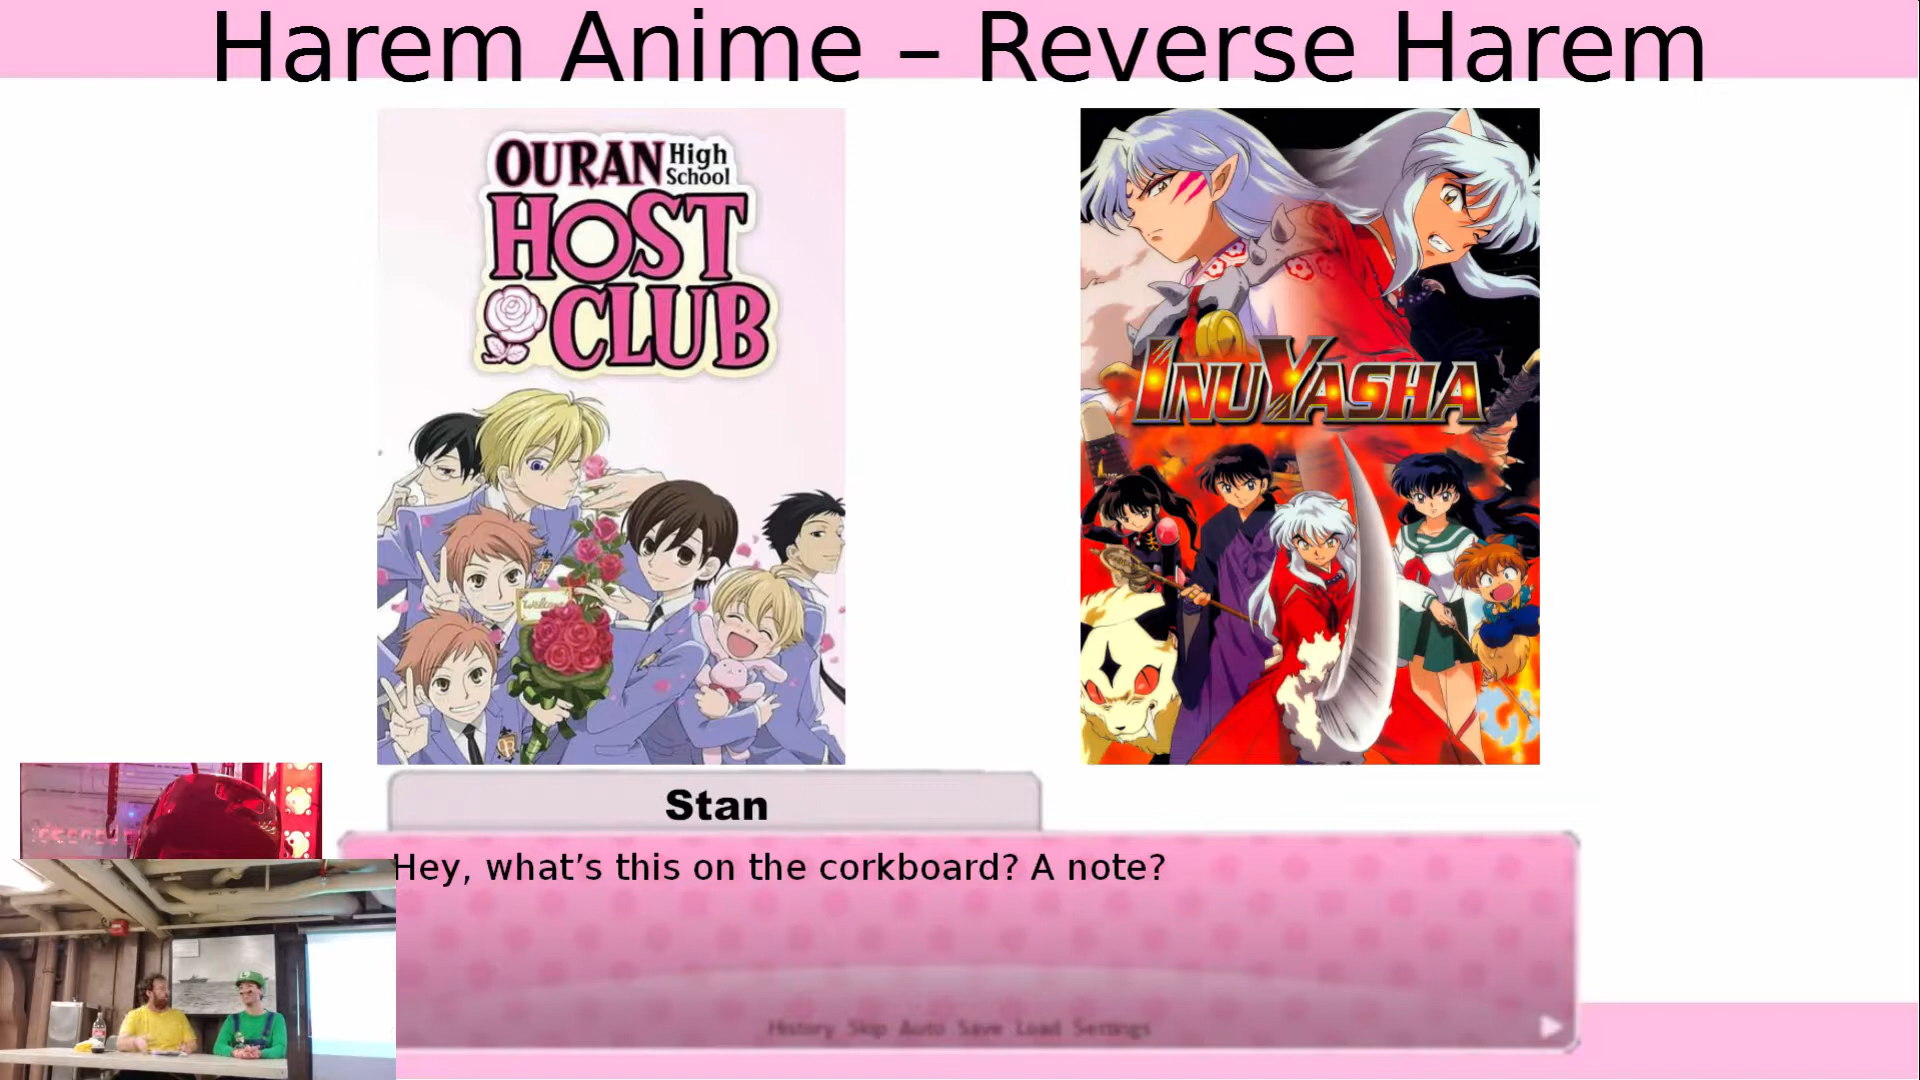 Harem Anime – Reverse Harem
OURAN High
School
HOST
CLUB
Welcome
INUYASHA
Stan
Hey, what’s this on the corkboard? A note?
History Skip Auto Save Load Settings